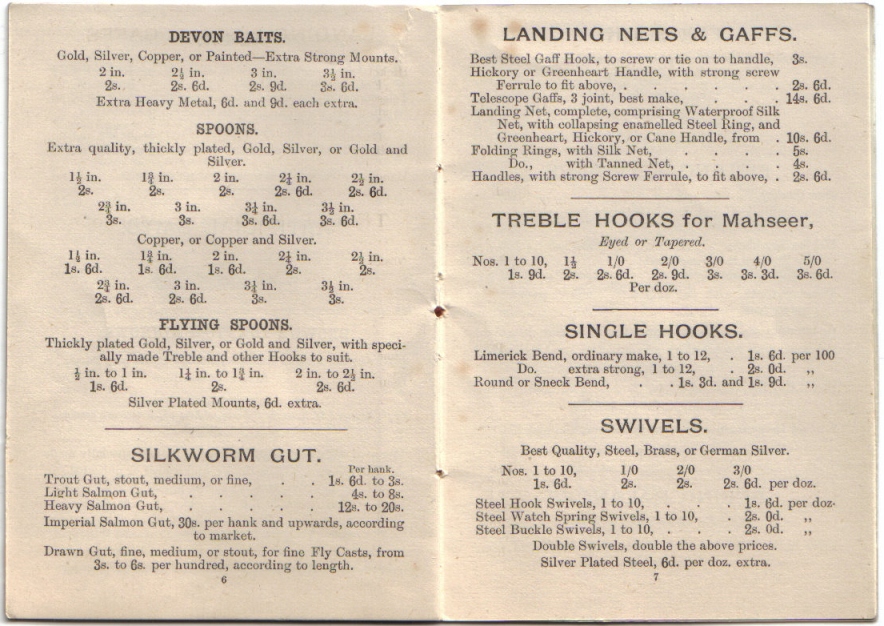 DEVON BAITS.
Gold, Silver, Copper, or Painted—Extra Strong Mounts.
2 in. 2½ in. 3 in. 3½ in.
2s. 2s. 6d. 2s. 9d. 3s. 6d.
Extra Heavy Metal, 6d. and 9d. each extra.
SPOONS.
Extra quality, thickly plated, Gold, Silver, or Gold and
Silver.
1½ in. 1¾ in. 2 in. 2¼ in. 2½ in.
2s. 2s. 2s. 2s. 6d. 2s. 6d.
2¾ in. 3 in. 3¼ in. 3½ in.
3s. 3s. 3s. 6d. 3s. 6d.
Copper, or Copper and Silver.
1½ in. 1¾ in. 2 in. 2¼ in. 2½ in.
1s. 6d. 1s. 6d. 1s. 6d. 2s. 2s.
2¾ in. 3 in. 3¼ in. 3½ in.
2s. 6d. 2s. 6d. 3s. 3s.
FLYING SPOONS.
Thickly plated Gold, Silver, or Gold and Silver, with speci-
ally made Treble and other Hooks to suit.
½ in. to 1 in. 1¼ in. to 1¾ in. 2 in. to 2½ in.
1s. 6d. 2s. 2s. 6d.
Silver Plated Mounts, 6d. extra.
SILKWORM GUT.
Per hank.
Trout Gut, stout, medium, or fine, . . 1s. 6d. to 3s.
Light Salmon Gut, . . . . . 4s. to 8s.
Heavy Salmon Gut, . . . . . 12s. to 20s.
Imperial Salmon Gut, 30s. per hank and upwards, according
to market.
Drawn Gut, fine, medium, or stout, for fine Fly Casts, from
3s. to 6s. per hundred, according to length.
6
LANDING NETS & GAFFS.
Best Steel Gaff Hook, to screw or tie on to handle, 3s.
Hickory or Greenheart Handle, with strong screw
Ferrule to fit above, . . . . . 2s. 6d.
Telescope Gaffs, 3 joint, best make, . . . 14s. 6d.
Landing Net, complete, comprising Waterproof Silk
Net, with collapsing enamelled Steel Ring, and
Greenheart, Hickory, or Cane Handle, from . 10s. 6d.
Folding Rings, with Silk Net, . . . . 5s.
Do., with Tanned Net, . . . . 4s.
Handles, with strong Screw Ferrule, to fit above, . 2s. 6d.
TREBLE HOOKS for Mahseer,
Eyed or Tapered.
Nos. 1 to 10, 1½ 1/0 2/0 3/0 4/0 5/0
1s. 9d. 2s. 2s. 6d. 2s. 9d. 3s. 3s. 3d. 3s. 6d.
Per doz.
SINGLE HOOKS.
Limerick Bend, ordinary make, 1 to 12, . 1s. 6d. per 100
Do. extra strong, 1 to 12, . 2s. 0d. „
Round or Sneck Bend, . . 1s. 3d. and 1s. 9d. „
SWIVELS.
Best Quality, Steel, Brass, or German Silver.
Nos. 1 to 10, 1/0 2/0 3/0
1s. 6d. 2s. 2s. 2s. 6d. per doz.
Steel Hook Swivels, 1 to 10, . . . 1s. 6d. per doz.
Steel Watch Spring Swivels, 1 to 10, . 2s. 0d. „
Steel Buckle Swivels, 1 to 10, . . . 2s. 0d. „
Double Swivels, double the above prices.
Silver Plated Steel, 6d. per doz. extra.
7